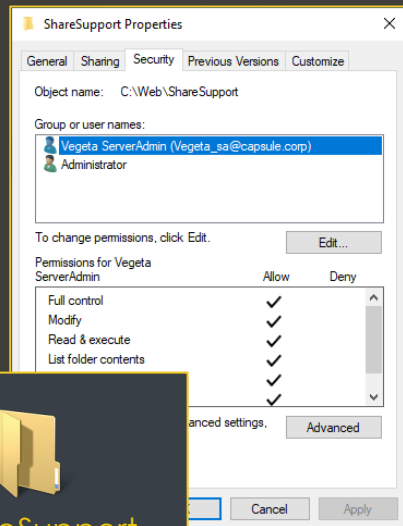 ShareSupport Properties
General Sharing Security Previous Versions Customize
Object name: C:\Web\ShareSupport
Group or user names:
Vegeta ServerAdmin (Vegeta_sa@capsule.corp)
Administrator
To change permissions, click Edit.
Edit...
Permissions for Vegeta
ServerAdmin Allow Deny
Full control
Modify
Read & execute
List folder contents
anced settings,
Advanced
Cancel Apply